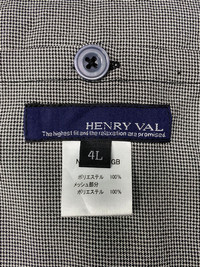 HENRY VAL
The highest fit and the relaxation are promised.
4L
ポリエステル 100%
メッシュ部分
ポリエステル 100%